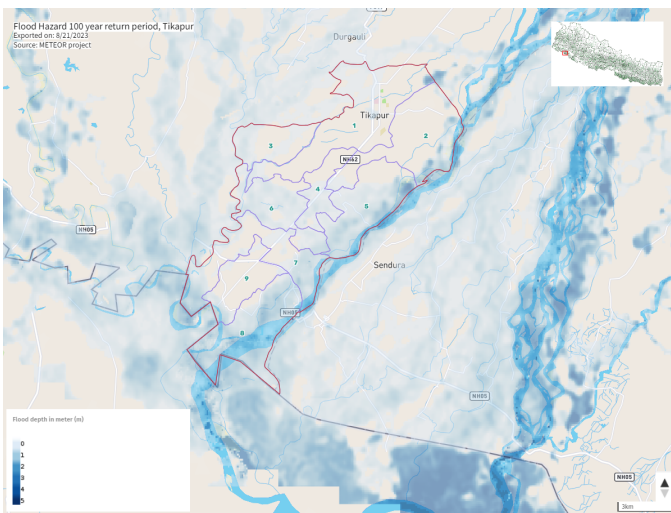 Flood Hazard 100 year return period, Tikapur
Exported on: 8/21/2023
Source: METEOR project
Durgauli
Tikapur
1
2
3
NH62
4
5
6
7
9
8
NH05
Sendura
NH05
NH05
NH05
Flood depth in meter (m)
0
1
2
3
4
5
3km